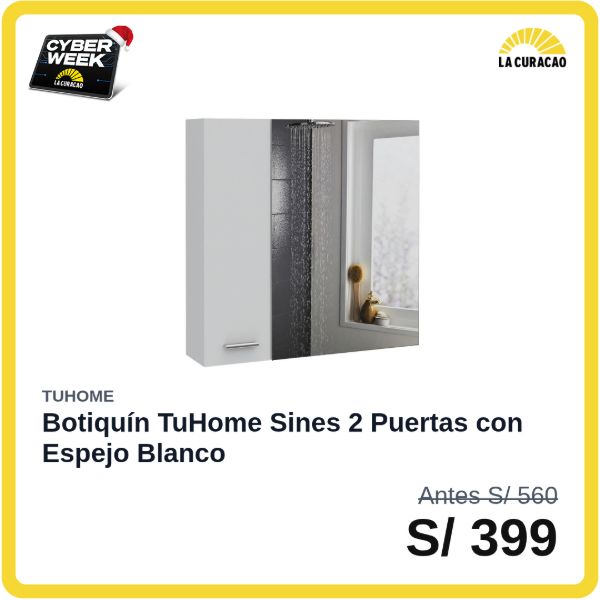 CYBER
WEEK
LA CURACAO
LA CURACAO
TUHOME
Botiquín TuHome Sines 2 Puertas con
Espejo Blanco
Antes S/ 560
S/ 399